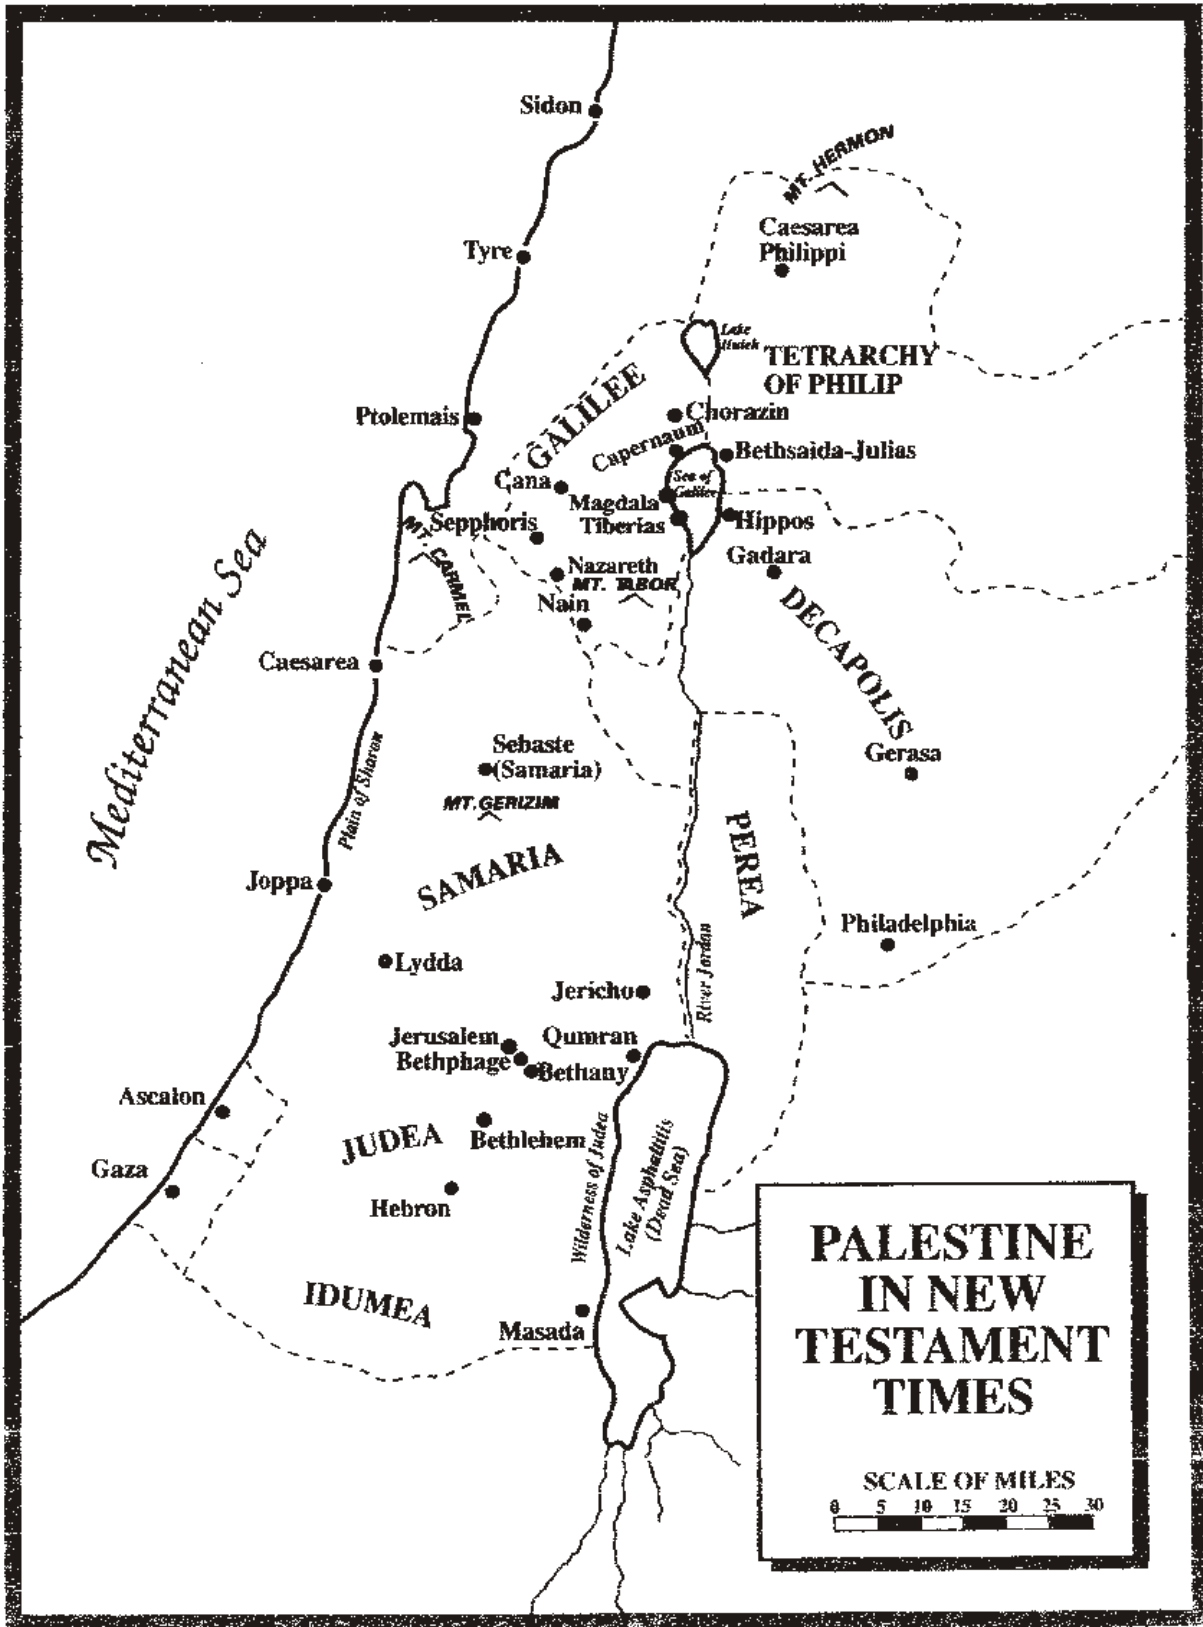 Sidon
MT. HERMON
Caesarea
Philippi
Tyre
Lake
Huleh
TETRARCHY
OF PHILIP
GALILEE
Ptolemais
Chorazin
Capernaum
Bethsaida-Julias
Cana
Sea of
Galilee
Magdala
Tiberias
Hippos
Sepphoris
MT. CARMEL
Gadara
Nazareth
MT. TABOR
Nain
DECAPOLIS
Mediterranean Sea
Caesarea
Plain of Sharon
Sebaste
(Samaria)
MT. GERIZIM
Gerasa
PEREA
SAMARIA
Joppa
Philadelphia
Lydda
River Jordan
Jericho
Jerusalem
Qumran
Bethphage
Bethany
Ascalon
JUDEA
Bethlehem
Wilderness of Judea
Lake Asphaltitis
(Dead Sea)
Gaza
Hebron
IDUMEA
Masada
PALESTINE
IN NEW
TESTAMENT
TIMES
SCALE OF MILES
0 5 10 15 20 25 30